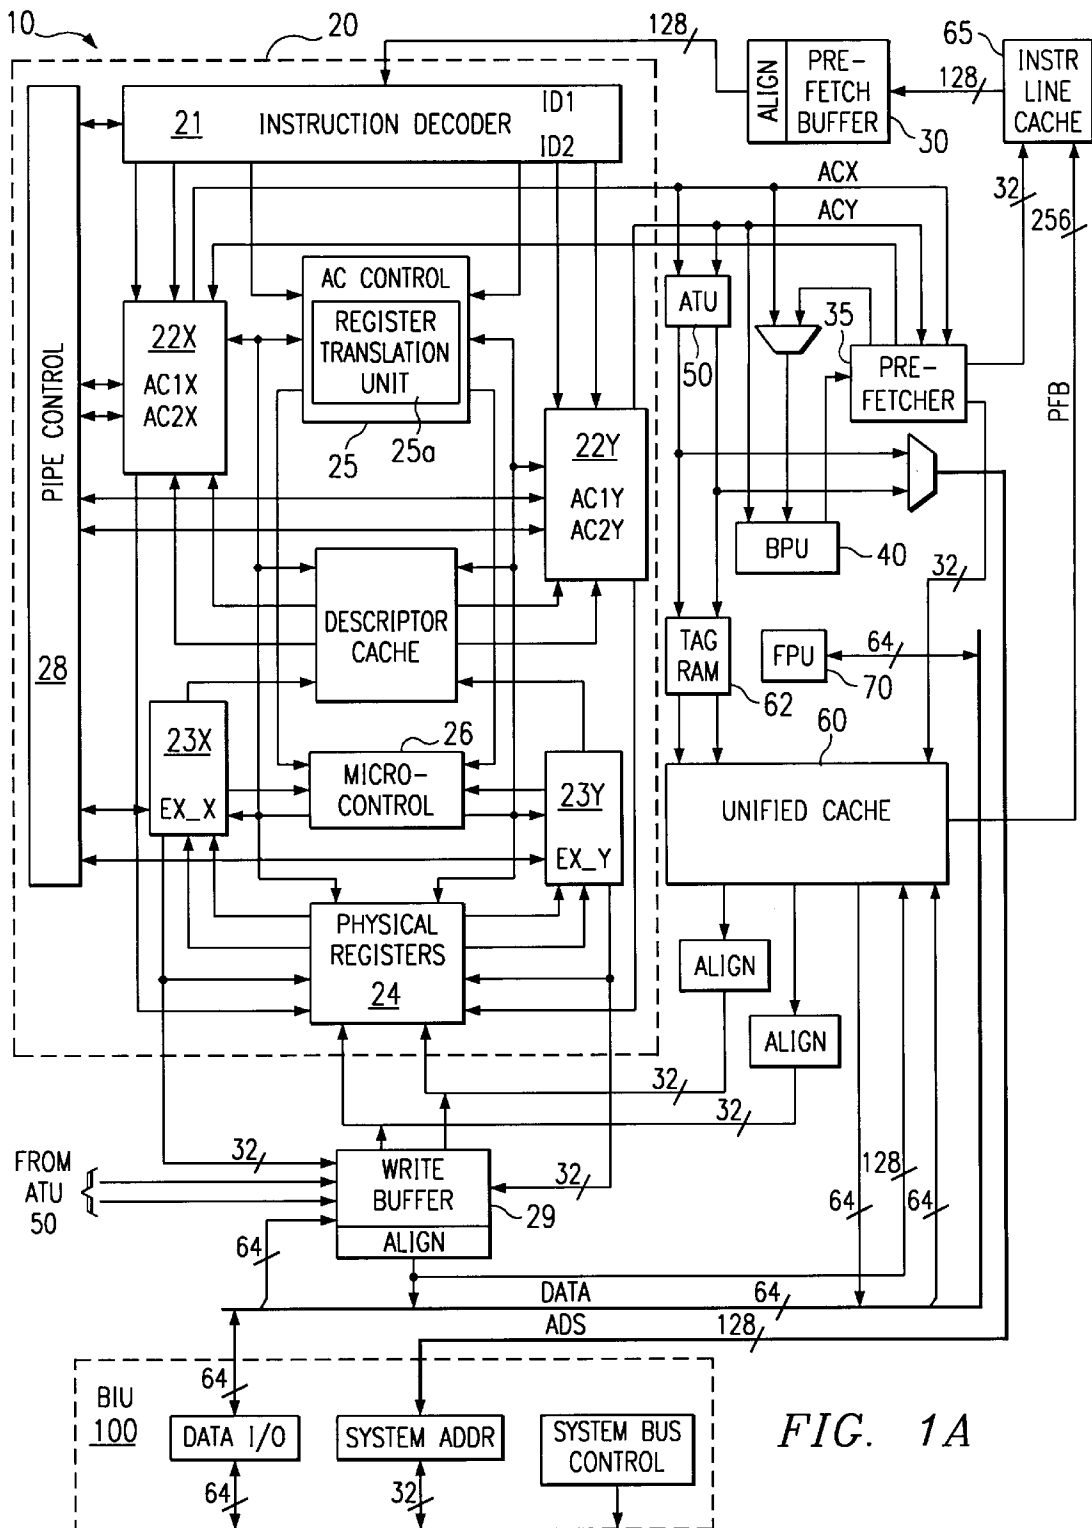 10
20
128
ALIGN
PRE-
FETCH
BUFFER
30
128
65
INSTR
LINE
CACHE
21
INSTRUCTION DECODER
ID1
ID2
ACX
ACY
32
256
PFB
AC CONTROL
REGISTER
TRANSLATION
UNIT
25
25a
22X
AC1X
AC2X
PIPE CONTROL
28
ATU
50
35
PRE-
FETCHER
22Y
AC1Y
AC2Y
BPU
40
32
DESCRIPTOR
CACHE
TAG
RAM
62
FPU
70
64
23X
EX_X
26
MICRO-
CONTROL
23Y
EX_Y
60
UNIFIED CACHE
PHYSICAL
REGISTERS
24
ALIGN
ALIGN
32
32
FROM
ATU
50
32
WRITE
BUFFER
ALIGN
29
32
64
64
128
64
DATA
64
ADS
128
BIU
100
64
DATA I/O
64
SYSTEM ADDR
32
SYSTEM BUS
CONTROL
FIG. 1A